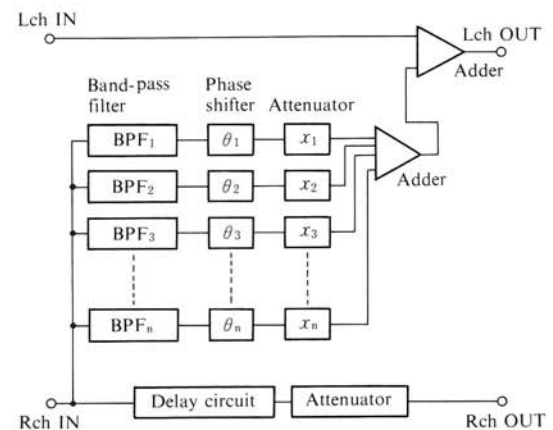 Lch IN
Lch OUT
Adder
Band-pass
filter
Phase
shifter
Attenuator
BPF₁
θ₁
x₁
Adder
BPF₂
θ₂
x₂
BPF₃
θ₃
x₃
BPFₙ
θₙ
xₙ
Rch IN
Delay circuit
Attenuator
Rch OUT